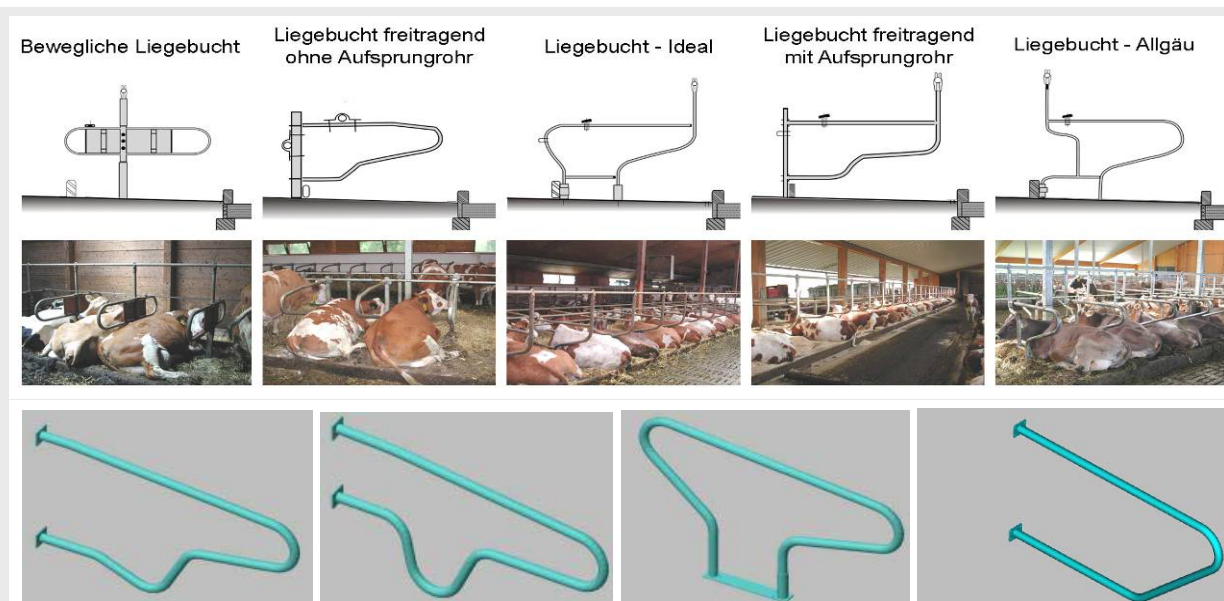 Bewegliche Liegebucht
Liegebucht freitragend
ohne Aufsprungrohr
Liegebucht - Ideal
Liegebucht freitragend
mit Aufsprungrohr
Liegebucht - Allgäu